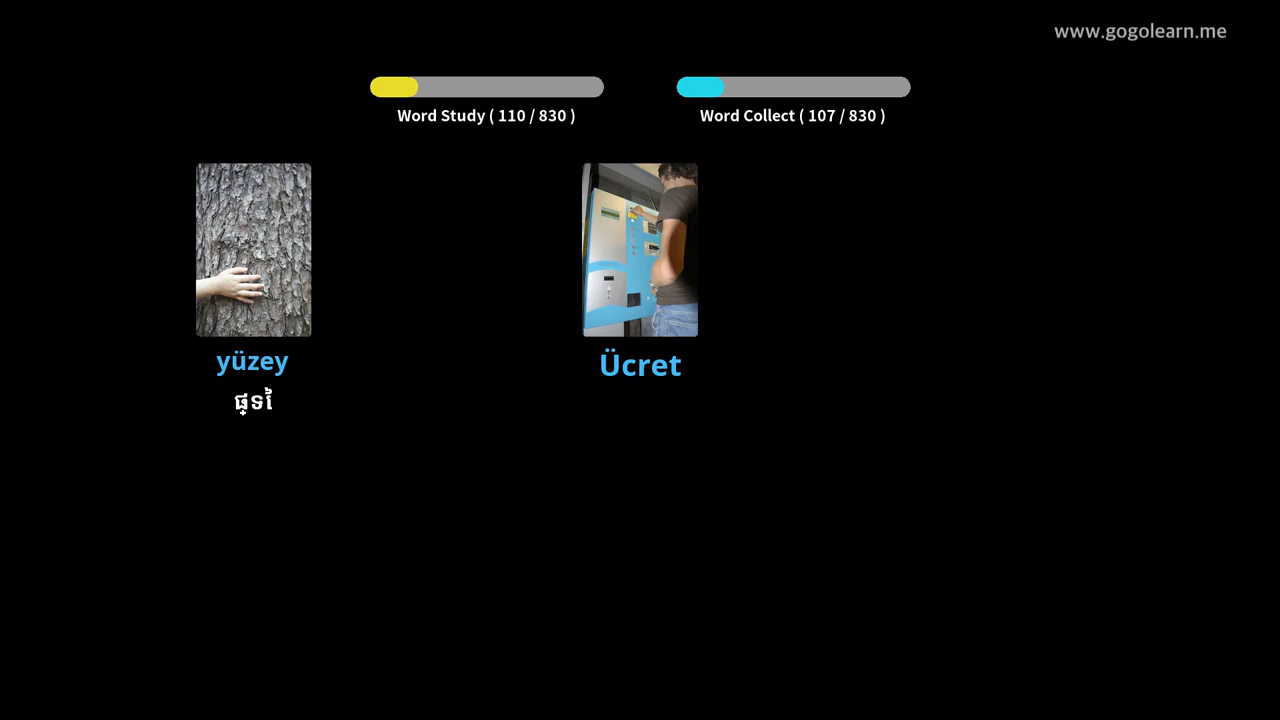 www.gogolearn.me
Word Study ( 110 / 830 )
Word Collect ( 107 / 830 )
yüzey
ផ្ទៃ
Ücret